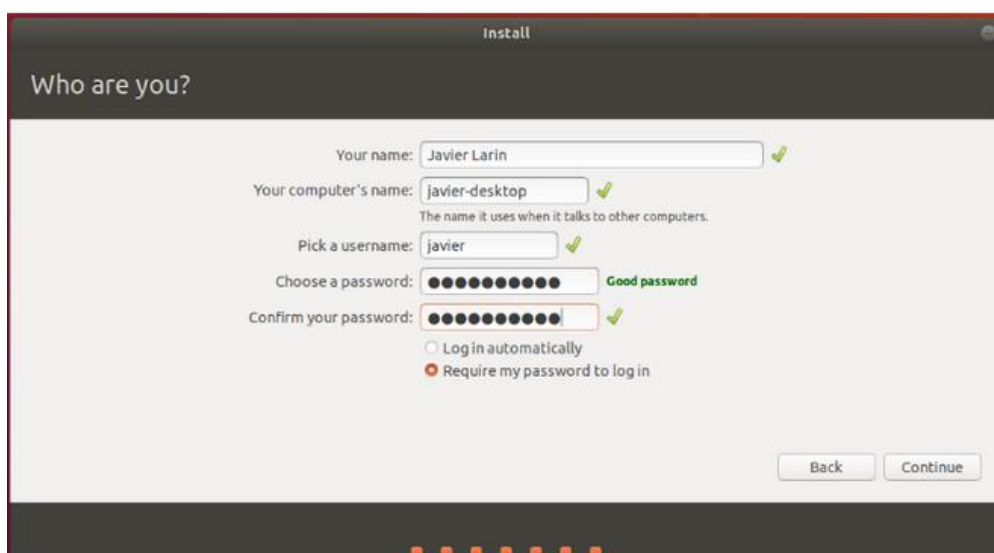 Install
Who are you?
Your name: Javier Larin
Your computer's name: javier-desktop
The name it uses when it talks to other computers.
Pick a username: javier
Choose a password: ●●●●●●●●●● Good password
Confirm your password: ●●●●●●●●●●
Log in automatically
Require my password to log in
Back Continue